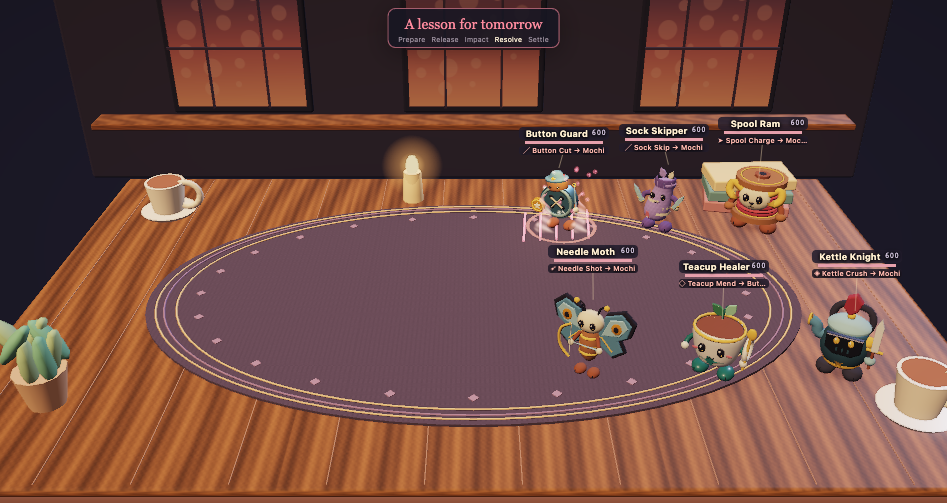 A lesson for tomorrow
Prepare Release Impact Resolve Settle
Button Guard 600
Button Cut → Mochi
Sock Skipper 600
Sock Skip → Mochi
Spool Ram 600
Spool Charge → Moc...
Needle Moth 600
Needle Shot → Mochi
Teacup Healer 600
Teacup Mend → But...
Kettle Knight 600
Kettle Crush → Mochi